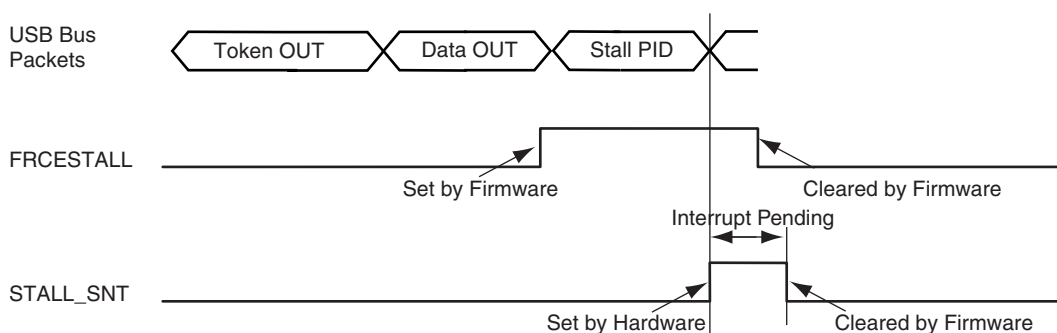 USB Bus
Packets
Token OUT
Data OUT
Stall PID
FRCESTALL
Set by Firmware
Cleared by Firmware
Interrupt Pending
STALL_SNT
Set by Hardware
Cleared by Firmware